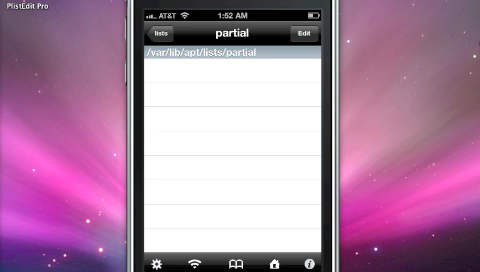 PlistEdit Pro
AT&T
1:52 AM
lists
partial
Edit
/var/lib/apt/lists/partial